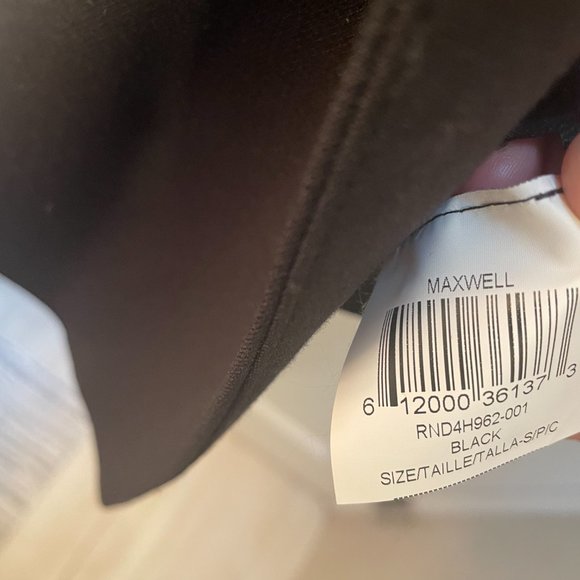 MAXWELL
6 12000 36137 3
RND4H962-001
BLACK
SIZE/TAILLE/TALLA-S/P/C